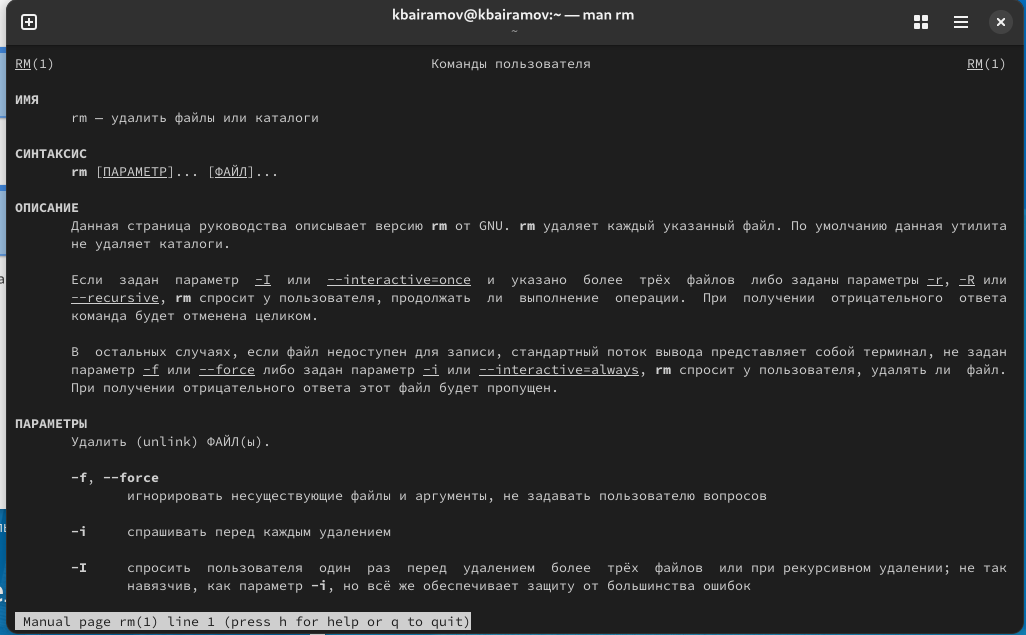 kbairamov@kbairamov:~ — man rm
~
RM(1) Команды пользователя RM(1)
ИМЯ
rm — удалить файлы или каталоги
СИНТАКСИС
rm [ПАРАМЕТР]... [ФАЙЛ]...
ОПИСАНИЕ
Данная страница руководства описывает версию rm от GNU. rm удаляет каждый указанный файл. По умолчанию данная утилита
не удаляет каталоги.
Если задан параметр -I или --interactive=once и указано более трёх файлов либо заданы параметры -r, -R или
--recursive, rm спросит у пользователя, продолжать ли выполнение операции. При получении отрицательного ответа
команда будет отменена целиком.
В остальных случаях, если файл недоступен для записи, стандартный поток вывода представляет собой терминал, не задан
параметр -f или --force либо задан параметр -i или --interactive=always, rm спросит у пользователя, удалять ли файл.
При получении отрицательного ответа этот файл будет пропущен.
ПАРАМЕТРЫ
Удалить (unlink) ФАЙЛ(ы).
-f, --force
игнорировать несуществующие файлы и аргументы, не задавать пользователю вопросов
-i спрашивать перед каждым удалением
-I спросить пользователя один раз перед удалением более трёх файлов или при рекурсивном удалении; не так
навязчив, как параметр -i, но всё же обеспечивает защиту от большинства ошибок
Manual page rm(1) line 1 (press h for help or q to quit)